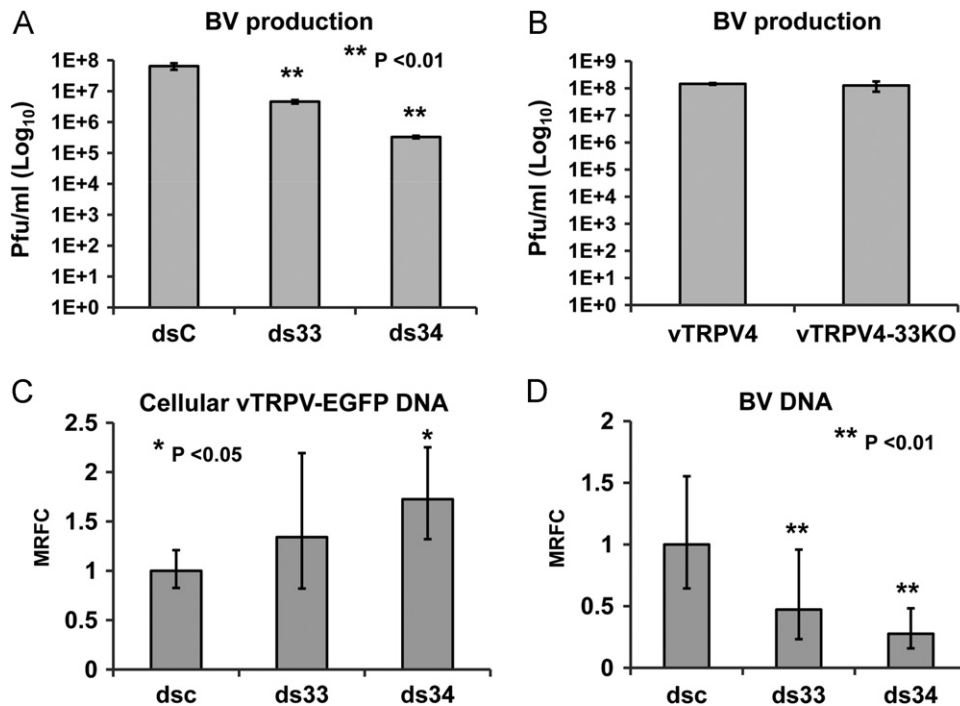 A
BV production
** P <0.01
Pfu/ml (Log10)
1E+8
1E+7
1E+6
1E+5
1E+4
1E+3
1E+2
1E+1
1E+0
**
**
dsC ds33 ds34
B
BV production
Pfu/ml (Log10)
1E+9
1E+8
1E+7
1E+6
1E+5
1E+4
1E+3
1E+2
1E+1
1E+0
vTRPV4 vTRPV4-33KO
C
Cellular vTRPV-EGFP DNA
* P <0.05
MRFC
2.5
2
1.5
1
0.5
0
*
dsc ds33 ds34
D
BV DNA
** P <0.01
MRFC
2
1.5
1
0.5
0
**
**
dsc ds33 ds34